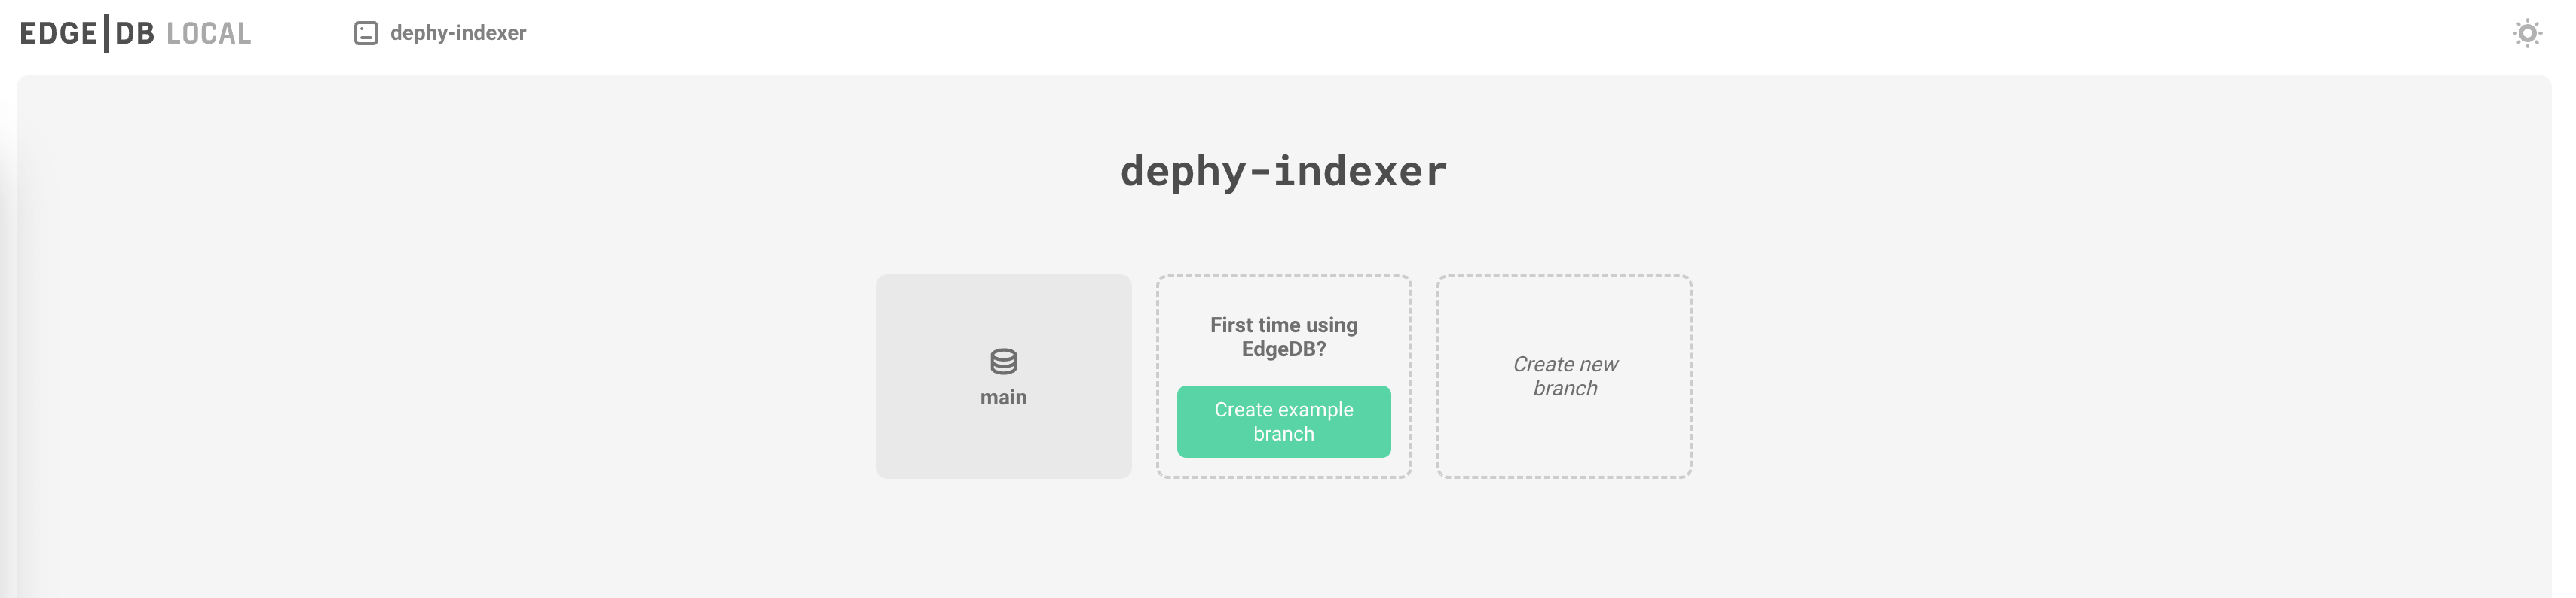 EDGE|DB LOCAL
dephy-indexer
dephy-indexer
main
First time using
EdgeDB?
Create example
branch
Create new
branch